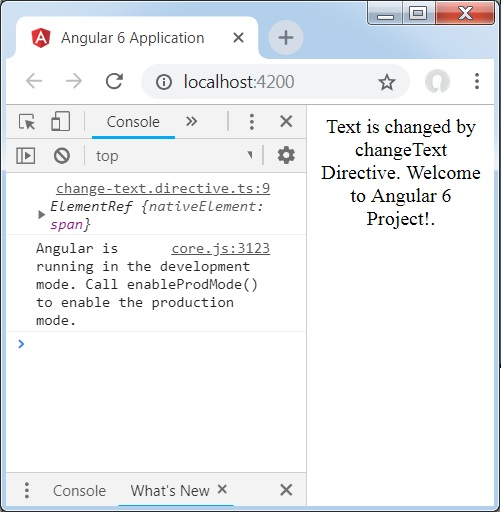 Angular 6 Application
localhost:4200
Console
top
change-text.directive.ts:9
ElementRef {nativeElement:
span}
Angular is core.js:3123
running in the development
mode. Call enableProdMode()
to enable the production
mode.
Text is changed by
changeText
Directive. Welcome
to Angular 6
Project!.
Console What's New